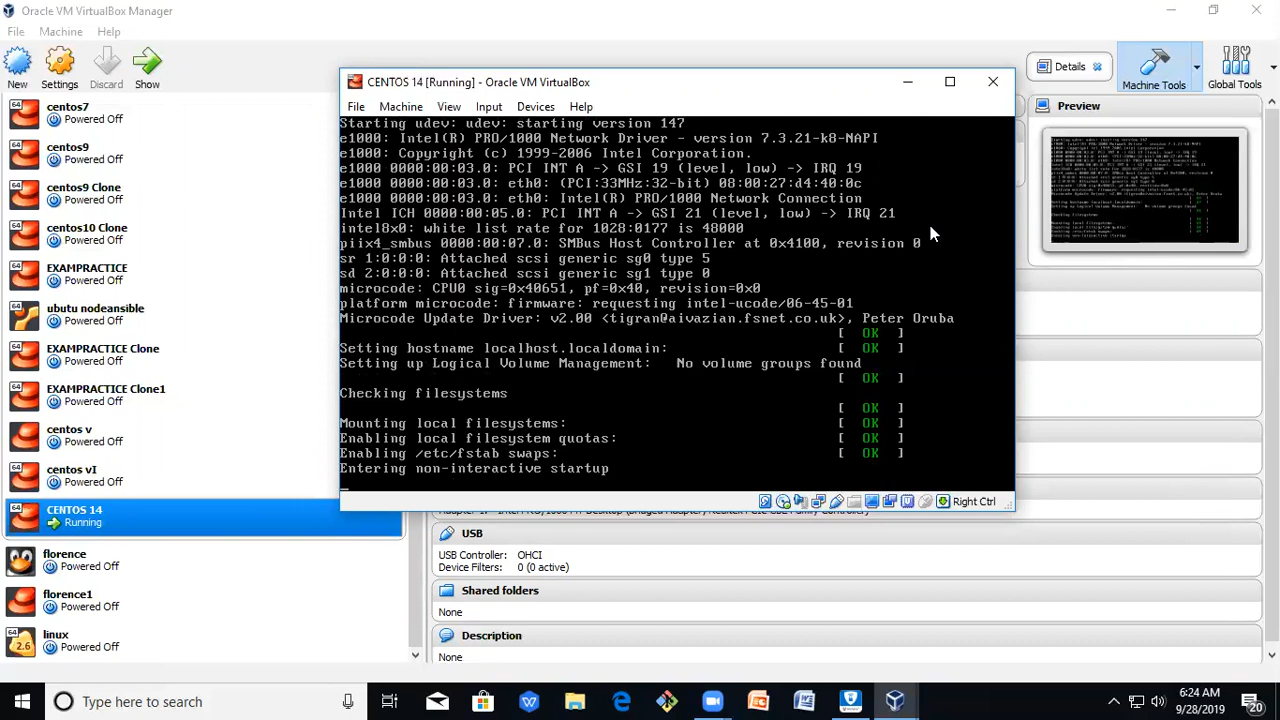 Oracle VM VirtualBox Manager
File Machine Help
New Settings Discard Show
Details
Machine Tools
Global Tools
64 centos7
Powered Off
64 centos9
Powered Off
64 centos9 Clone
Powered Off
64 centos10 Clone
Powered Off
64 EXAMPRACTICE
Powered Off
ubutu nodeansible
Powered Off
64 EXAMPRACTICE Clone
Powered Off
64 EXAMPRACTICE Clone1
Powered Off
64 centos v
Powered Off
64 centos vI
Powered Off
64 CENTOS 14
Running
florence
Powered Off
florence1
Powered Off
64 linux
2.6 Powered Off
CENTOS 14 [Running] - Oracle VM VirtualBox
File Machine View Input Devices Help
Starting udev: udev: starting version 147
e1000: Intel(R) PRO/1000 Network Driver - version 7.3.21-k8-NAPI
e1000: Copyright (c) 1999-2006 Intel Corporation.
e1000 0000:00:03.0: PCI INT A -> GSI 19 (level, low) -> IRQ 19
e1000 0000:00:03.0: eth0: (PCI:33MHz:32-bit) 08:00:27:d4:40:0c
e1000 0000:00:03.0: eth0: Intel(R) PRO/1000 Network Connection
Intel ICH 0000:00:05.0: PCI INT A -> GSI 21 (level, low) -> IRQ 21
intel8x0: white list rate for 1028:0177 is 48000
piix4_smbus 0000:00:07.0: SMBus Host Controller at 0x4100, revision 0
sr 1:0:0:0: Attached scsi generic sg0 type 5
sd 2:0:0:0: Attached scsi generic sg1 type 0
microcode: CPU0 sig=0x40651, pf=0x40, revision=0x0
platform microcode: firmware: requesting intel-ucode/06-45-01
Microcode Update Driver: v2.00 <tigran@aivazian.fsnet.co.uk>, Peter Oruba
[ OK ]
Setting hostname localhost.localdomain: [ OK ]
Setting up Logical Volume Management: No volume groups found
[ OK ]
Checking filesystems
[ OK ]
Mounting local filesystems: [ OK ]
Enabling local filesystem quotas: [ OK ]
Enabling /etc/fstab swaps: [ OK ]
Entering non-interactive startup
Right Ctrl
Preview
USB
USB Controller: OHCI
Device Filters: 0 (0 active)
Shared folders
None
Description
None
Type here to search
6:24 AM
9/28/2019
20